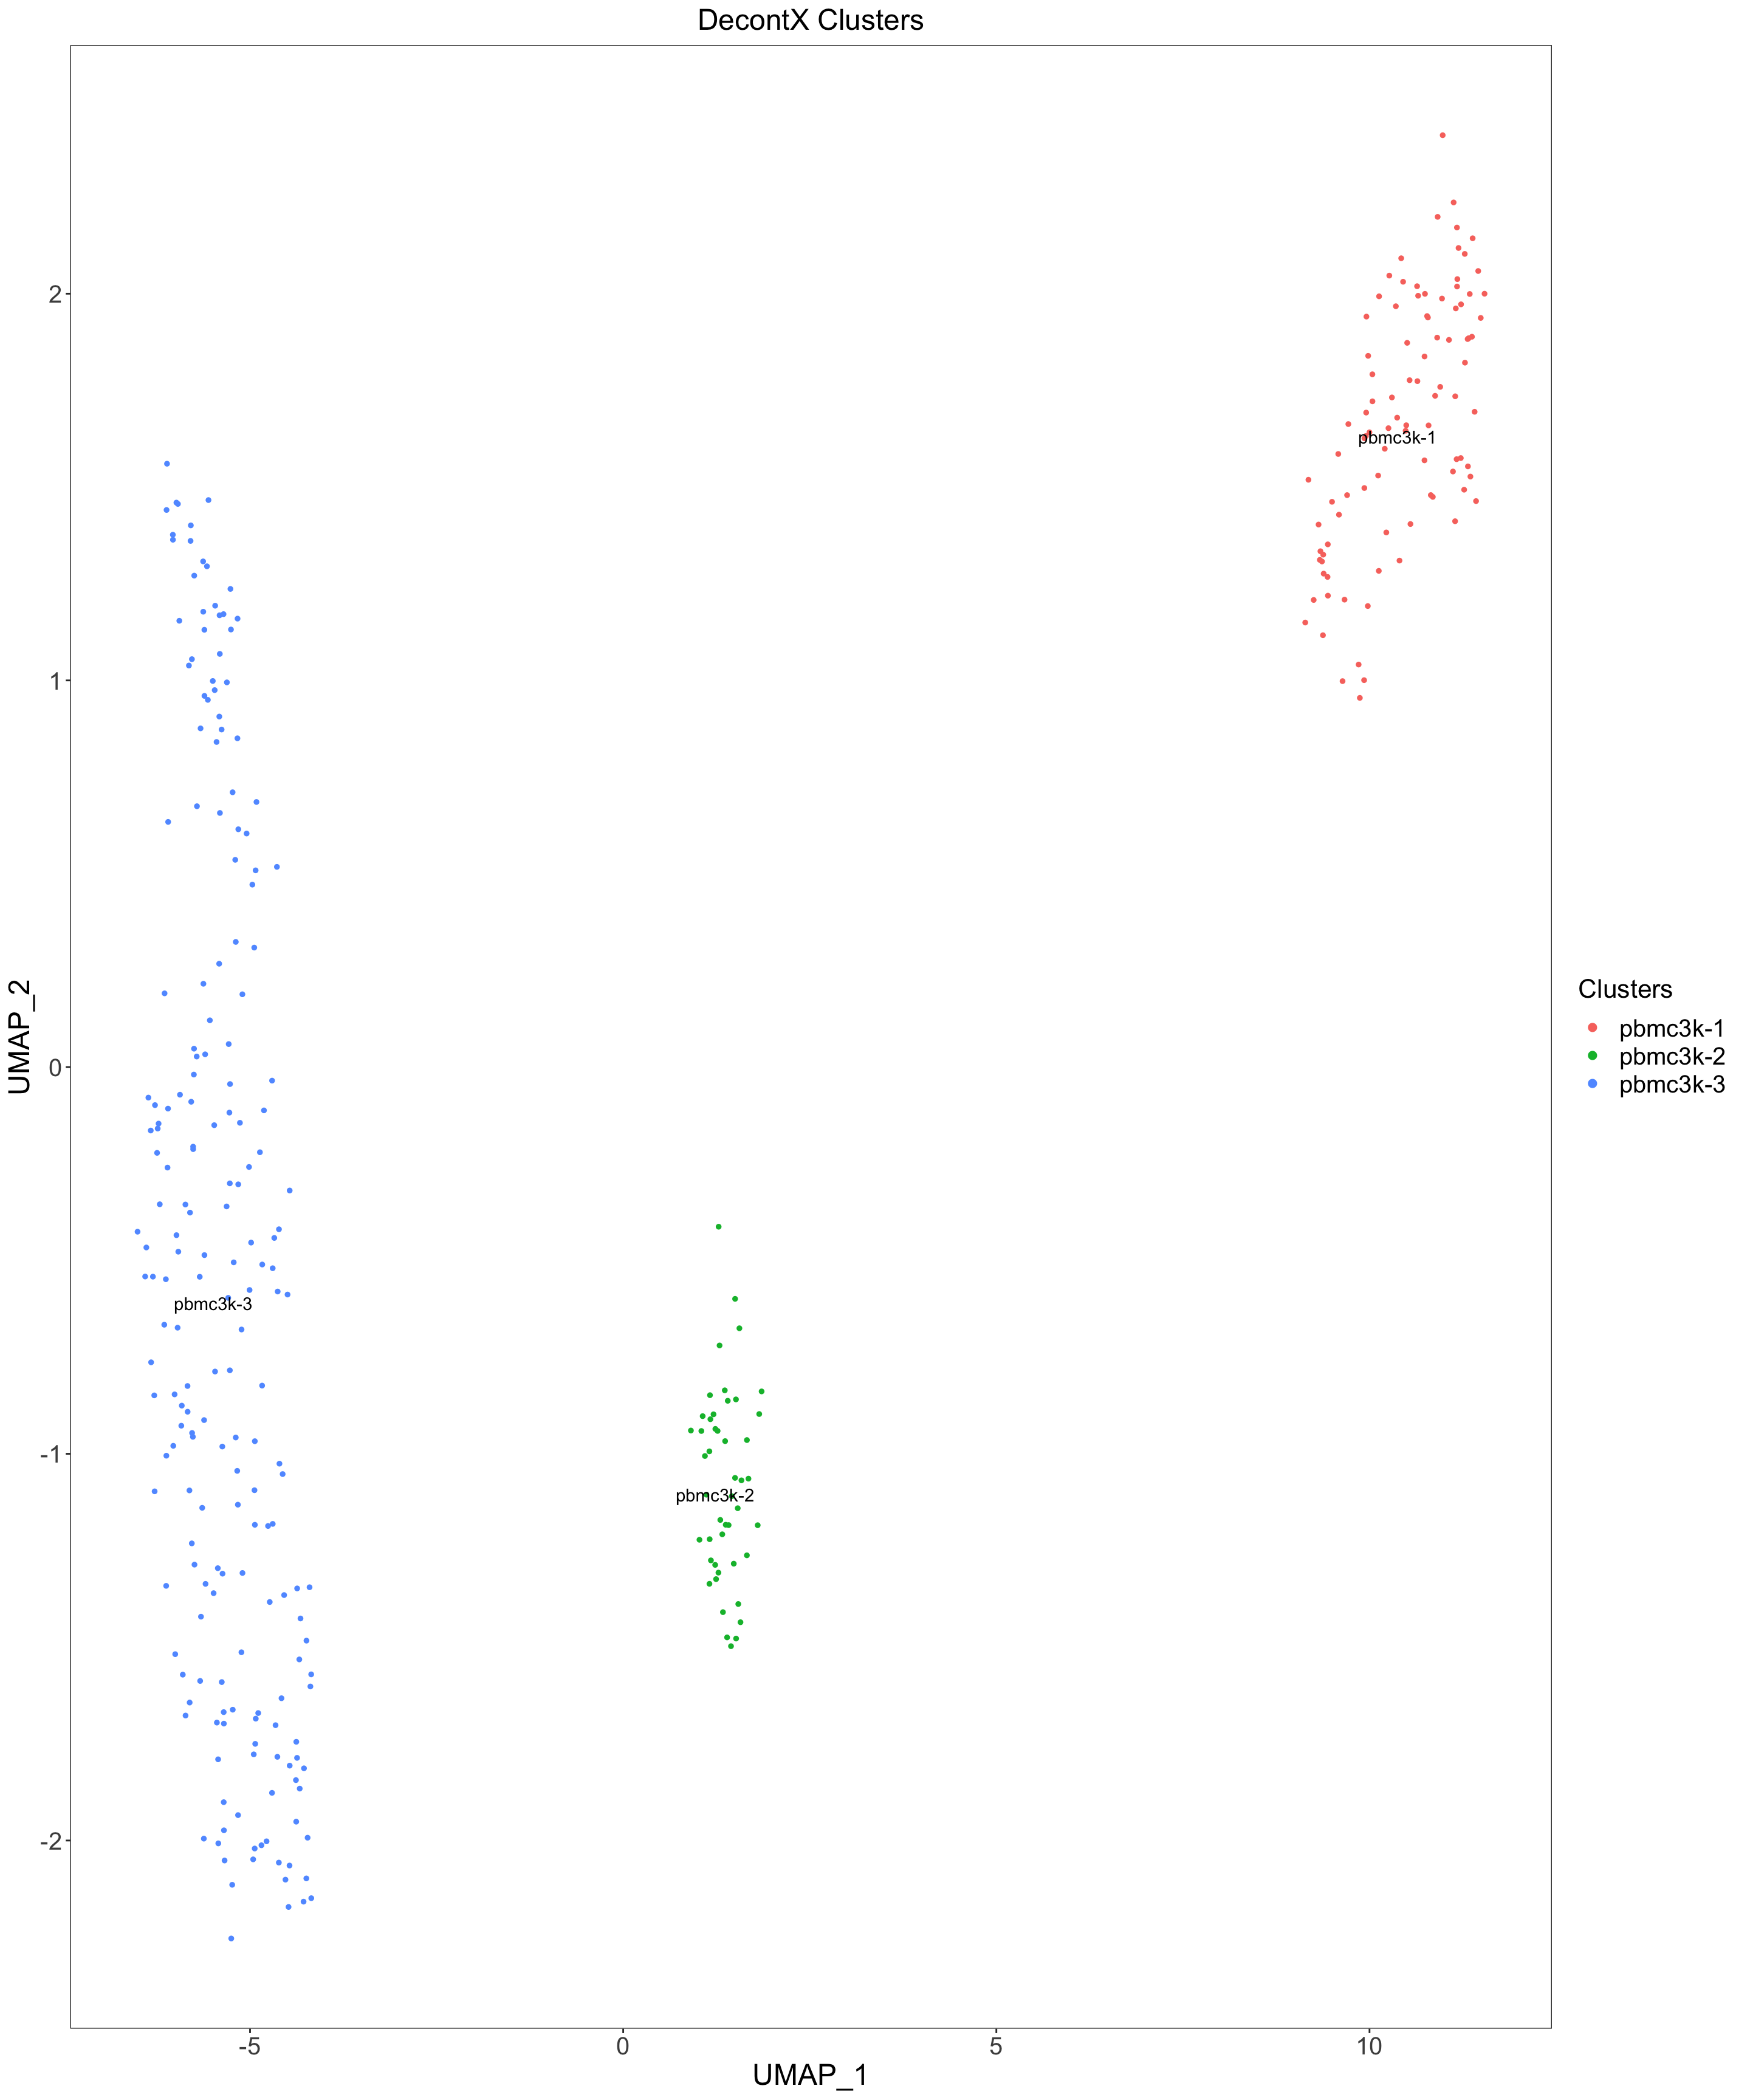 DecontX Clusters
2
1
0
-1
-2
UMAP_2
pbmc3k-1
pbmc3k-3
pbmc3k-2
-5
0
5
10
UMAP_1
Clusters
pbmc3k-1
pbmc3k-2
pbmc3k-3